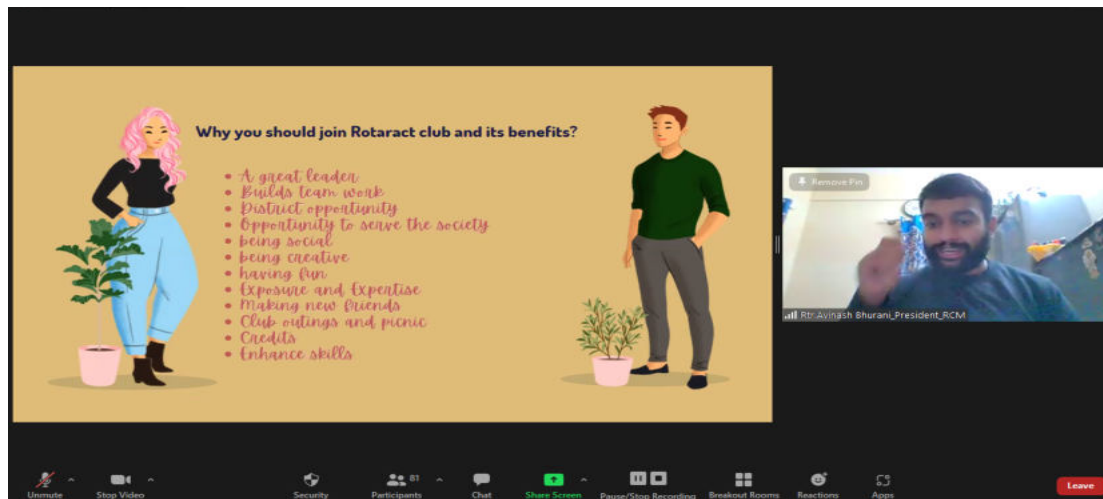 Why you should join Rotaract club and its benefits?
• A great leader
• Builds team work
• District opportunity
• Opportunity to serve the society
• being social
• being creative
• having fun
• Exposure and Expertise
• Making new friends
• Club outings and picnic
• Credits
• Enhance skills
Remove Pin
Rtr.Avinash Bhurani_President_RCM
Unmute
Stop Video
Security
81
Participants
Chat
Share Screen
Pause/Stop Recording
Breakout Rooms
Reactions
Apps
Leave